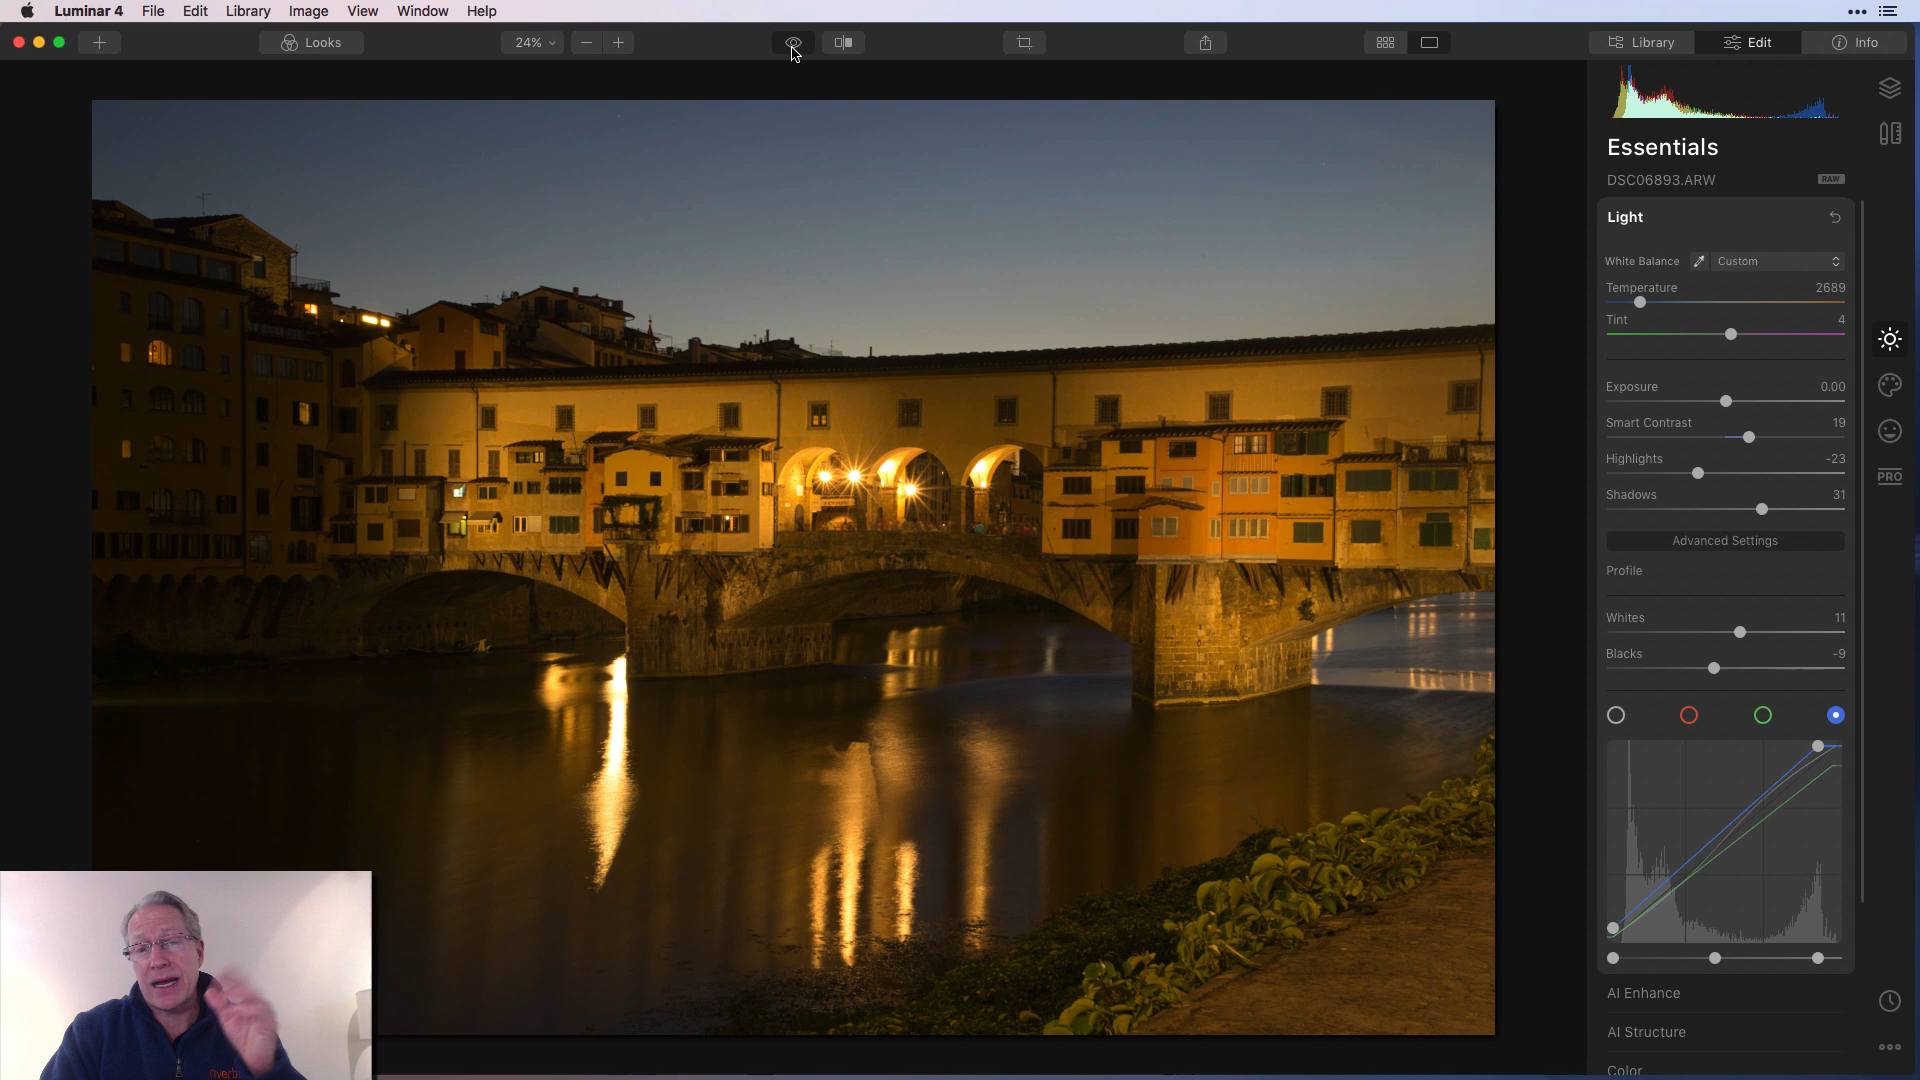 Luminar 4 File Edit Library Image View Window Help
Looks 24% Library Edit Info
Essentials
DSC06893.ARW RAW
Light
White Balance Custom
Temperature 2689
Tint 4
Exposure 0.00
Smart Contrast 19
Highlights -23
Shadows 31
Advanced Settings
Profile
Whites 11
Blacks -9
PRO
AI Enhance
AI Structure
Color